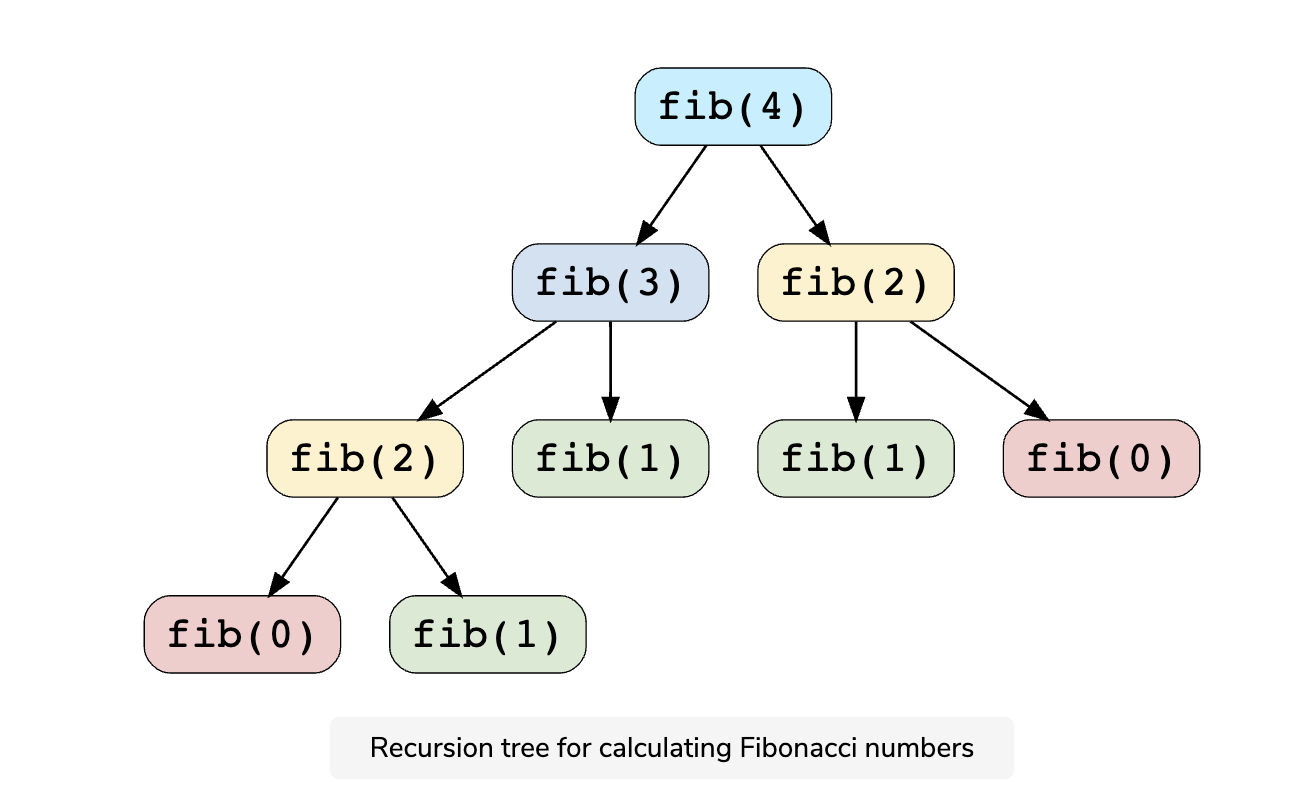 fib(4)
fib(3) fib(2)
fib(2) fib(1) fib(1) fib(0)
fib(0) fib(1)
Recursion tree for calculating Fibonacci numbers